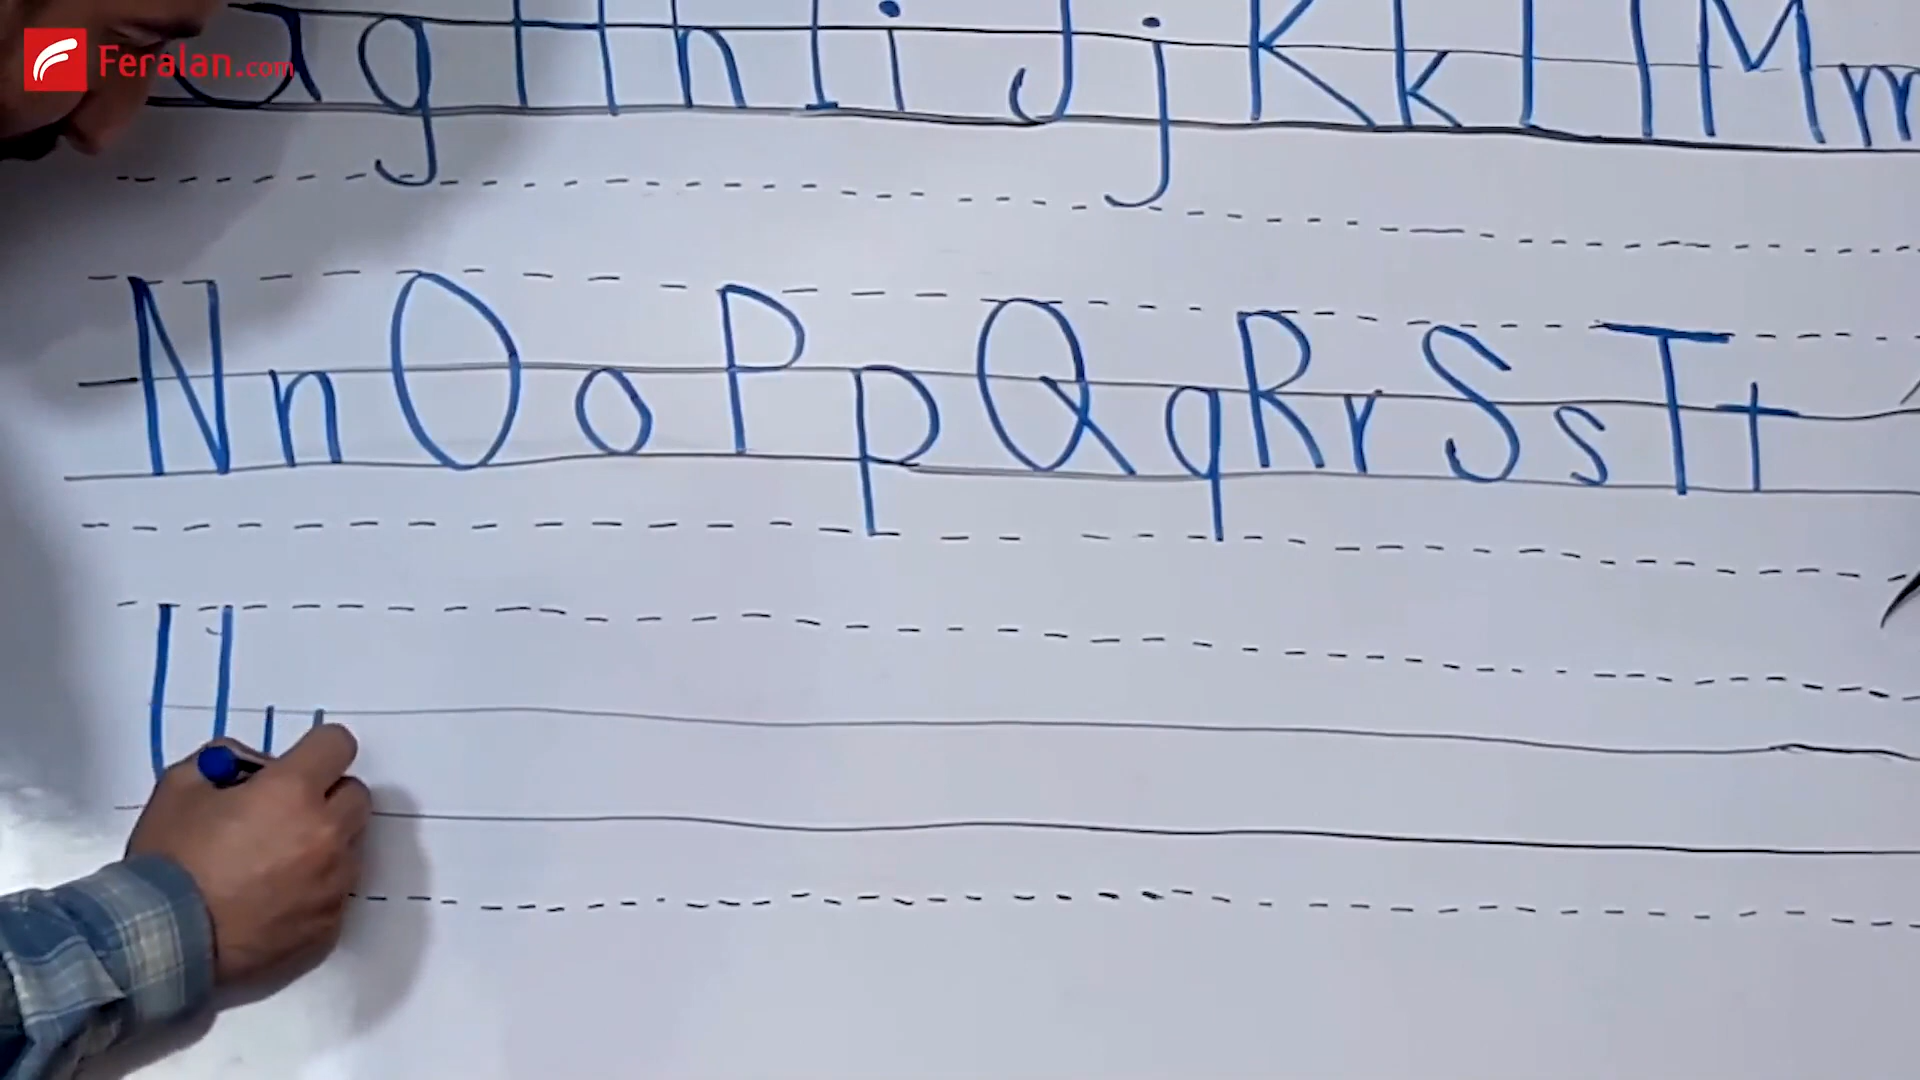 Feralan.com
G g H h I i J j K k L l M m
N n O o P p Q q R r S s T t
U u